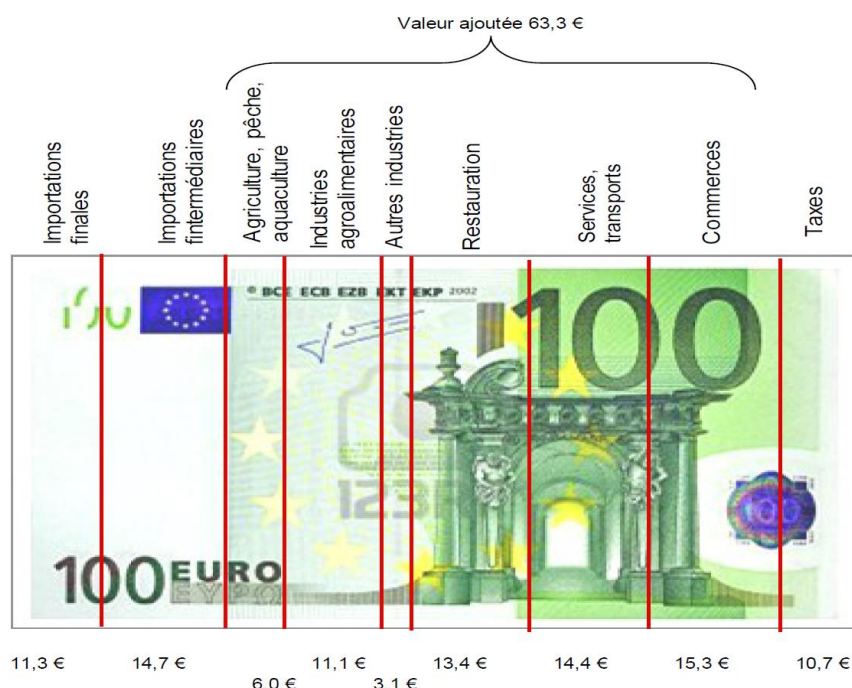 Valeur ajoutée 63,3 €
Importations
finales
Importations
fintermédiaires
Agriculture, pêche,
aquaculture
Industries
agroalimentaires
Autres industries
Restauration
Services,
transports
Commerces
Taxes
© BCE ECB EZB EKT EKP 2002
100
123R
100 EURO
ΕΥΡΩ
11,3 €
14,7 €
6,0 €
11,1 €
3,1 €
13,4 €
14,4 €
15,3 €
10,7 €